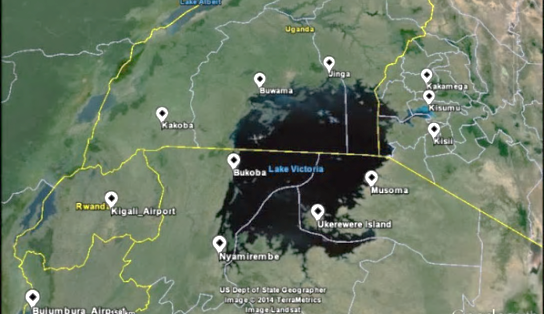 Lake Albert
Uganda
Jinga
Kakamega
Buwama
Kisumu
Kakoba
Kisii
Bukoba
Lake Victoria
Musoma
Rwand
Kigali_Airport
Ukerewere Island
Nyamirembe
US Dept of State Geographer
Image © 2014 TerraMetrics
Image Landsat
Bujumbura_Airport